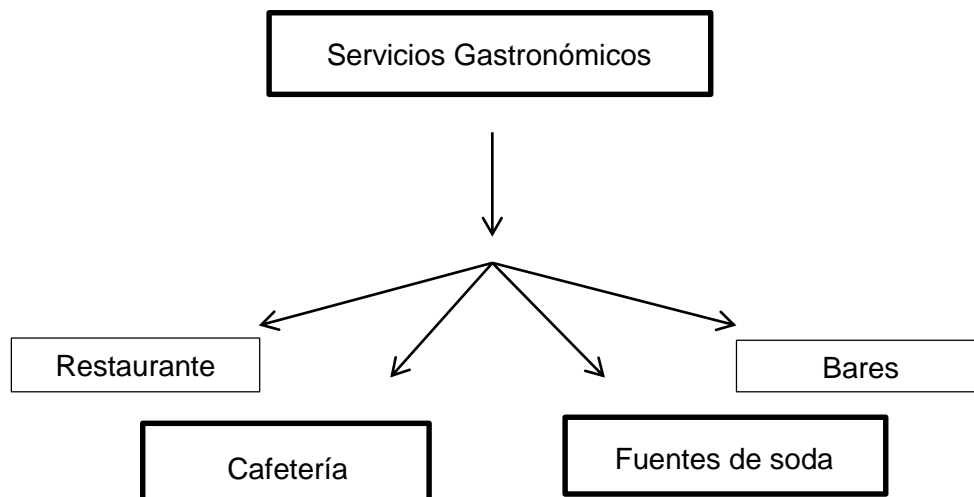 Servicios Gastronómicos
Restaurante
Bares
Cafetería
Fuentes de soda